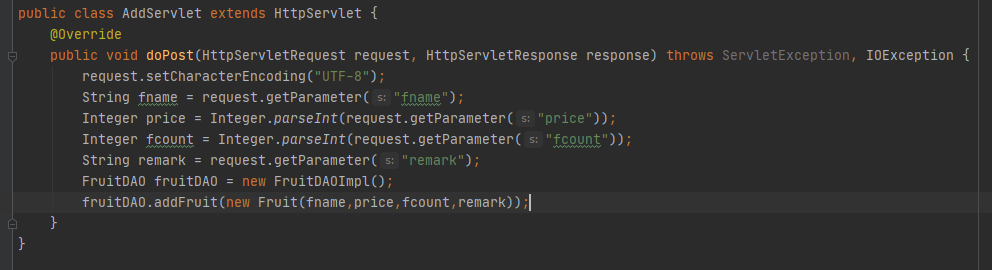 public class AddServlet extends HttpServlet {
@Override
public void doPost(HttpServletRequest request, HttpServletResponse response) throws ServletException, IOException {
request.setCharacterEncoding("UTF-8");
String fname = request.getParameter( s: "fname");
Integer price = Integer.parseInt(request.getParameter( s: "price"));
Integer fcount = Integer.parseInt(request.getParameter( s: "fcount"));
String remark = request.getParameter( s: "remark");
FruitDAO fruitDAO = new FruitDAOImpl();
fruitDAO.addFruit(new Fruit(fname,price,fcount,remark));
}
}